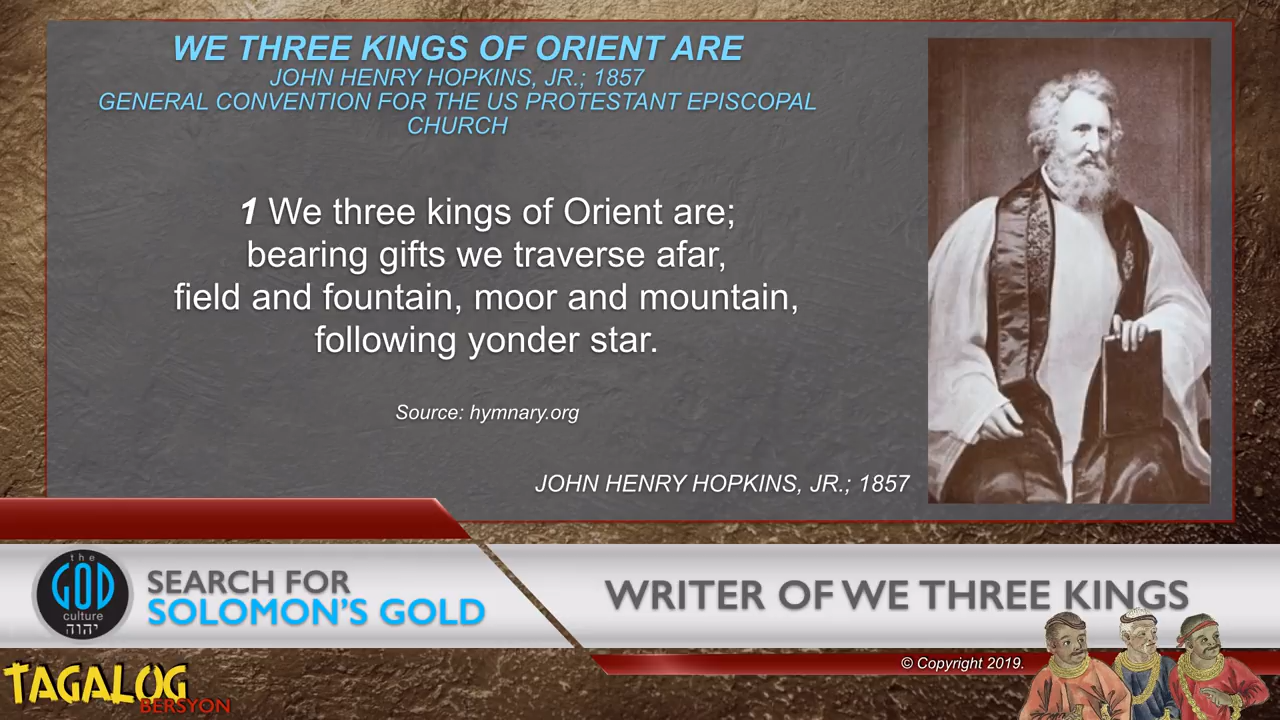 WE THREE KINGS OF ORIENT ARE
JOHN HENRY HOPKINS, JR.; 1857
GENERAL CONVENTION FOR THE US PROTESTANT EPISCOPAL
CHURCH
1 We three kings of Orient are;
bearing gifts we traverse afar,
field and fountain, moor and mountain,
following yonder star.
Source: hymnary.org
JOHN HENRY HOPKINS, JR.; 1857
the
GOD
culture
יהוה
SEARCH FOR
SOLOMON'S GOLD
WRITER OF WE THREE KINGS
© Copyright 2019.
TAGALOG
BERSYON